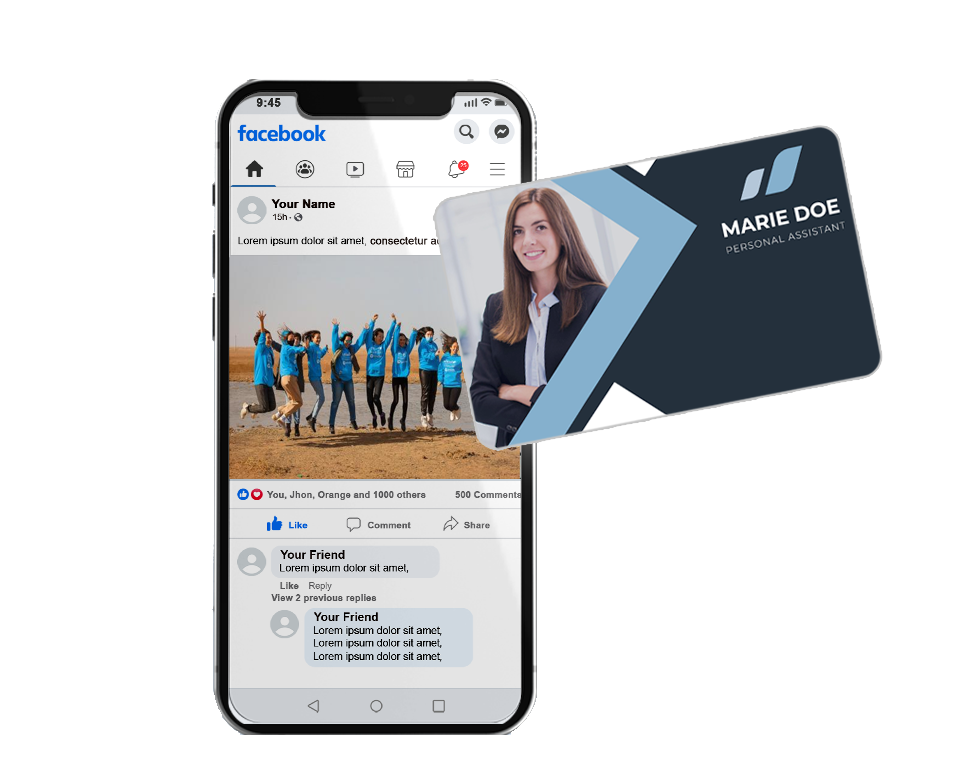 9:45
facebook
25
Your Name
15h ·
Lorem ipsum dolor sit amet, consectetur
You, Jhon, Orange and 1000 others
500 Comments
Like
Comment
Share
Your Friend
Lorem ipsum dolor sit amet,
Like Reply
View 2 previous replies
Your Friend
Lorem ipsum dolor sit amet,
Lorem ipsum dolor sit amet,
Lorem ipsum dolor sit amet,
MARIE DOE
PERSONAL ASSISTANT